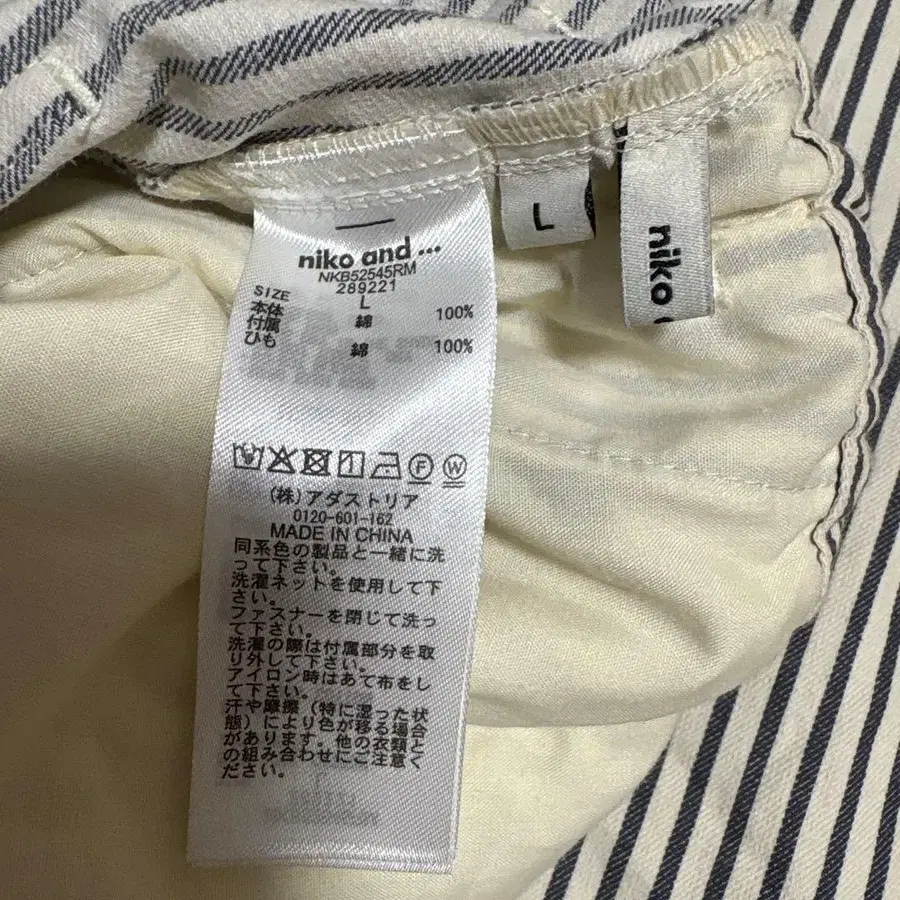 niko and ...
NKB52545RM
289221
SIZE L
本体 綿 100%
付属
ひも 綿 100%
(株)アダストリア
0120-601-162
MADE IN CHINA
同系色の製品と一緒に洗
って下さい。
洗濯ネットを使用して下
さい。
ファスナーを閉じて洗っ
て下さい。
洗濯の際は付属部分を取
り外して下さい。
アイロン時はあて布をし
て下さい。
汗や摩擦(特に湿った状
態)により色が移る場合
があります。他の衣類と
の組み合わせにご注意く
ださい。
L
niko